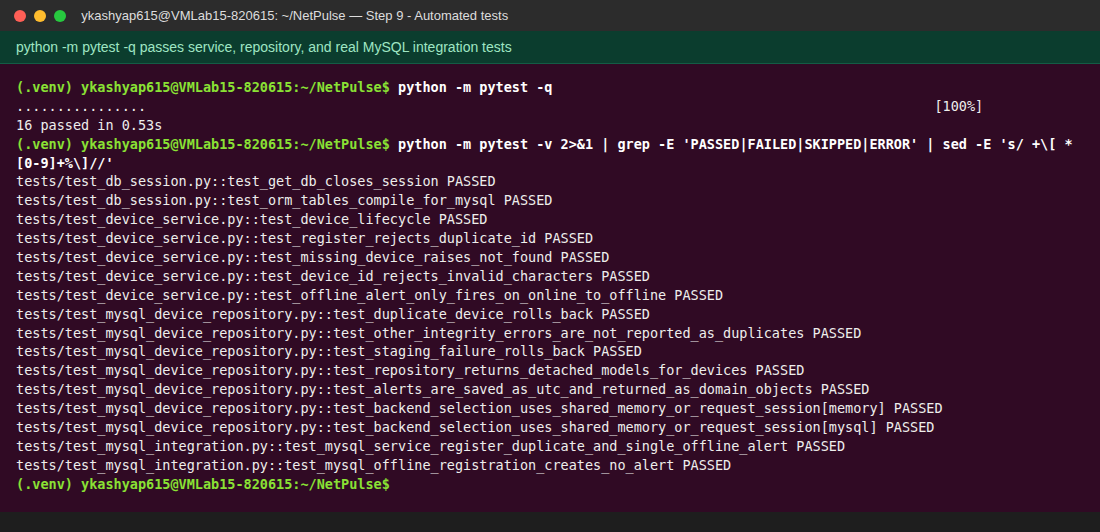 ykashyap615@VMLab15-820615: ~/NetPulse — Step 9 - Automated tests
python -m pytest -q passes service, repository, and real MySQL integration tests
(.venv) ykashyap615@VMLab15-820615:~/NetPulse$ python -m pytest -q
................ [100%]
16 passed in 0.53s
(.venv) ykashyap615@VMLab15-820615:~/NetPulse$ python -m pytest -v 2>&1 | grep -E 'PASSED|FAILED|SKIPPED|ERROR' | sed -E 's/ +\[ *
[0-9]+%\]//'
tests/test_db_session.py::test_get_db_closes_session PASSED
tests/test_db_session.py::test_orm_tables_compile_for_mysql PASSED
tests/test_device_service.py::test_device_lifecycle PASSED
tests/test_device_service.py::test_register_rejects_duplicate_id PASSED
tests/test_device_service.py::test_missing_device_raises_not_found PASSED
tests/test_device_service.py::test_device_id_rejects_invalid_characters PASSED
tests/test_device_service.py::test_offline_alert_only_fires_on_online_to_offline PASSED
tests/test_mysql_device_repository.py::test_duplicate_device_rolls_back PASSED
tests/test_mysql_device_repository.py::test_other_integrity_errors_are_not_reported_as_duplicates PASSED
tests/test_mysql_device_repository.py::test_staging_failure_rolls_back PASSED
tests/test_mysql_device_repository.py::test_repository_returns_detached_models_for_devices PASSED
tests/test_mysql_device_repository.py::test_alerts_are_saved_as_utc_and_returned_as_domain_objects PASSED
tests/test_mysql_device_repository.py::test_backend_selection_uses_shared_memory_or_request_session[memory] PASSED
tests/test_mysql_device_repository.py::test_backend_selection_uses_shared_memory_or_request_session[mysql] PASSED
tests/test_mysql_integration.py::test_mysql_service_register_duplicate_and_single_offline_alert PASSED
tests/test_mysql_integration.py::test_mysql_offline_registration_creates_no_alert PASSED
(.venv) ykashyap615@VMLab15-820615:~/NetPulse$